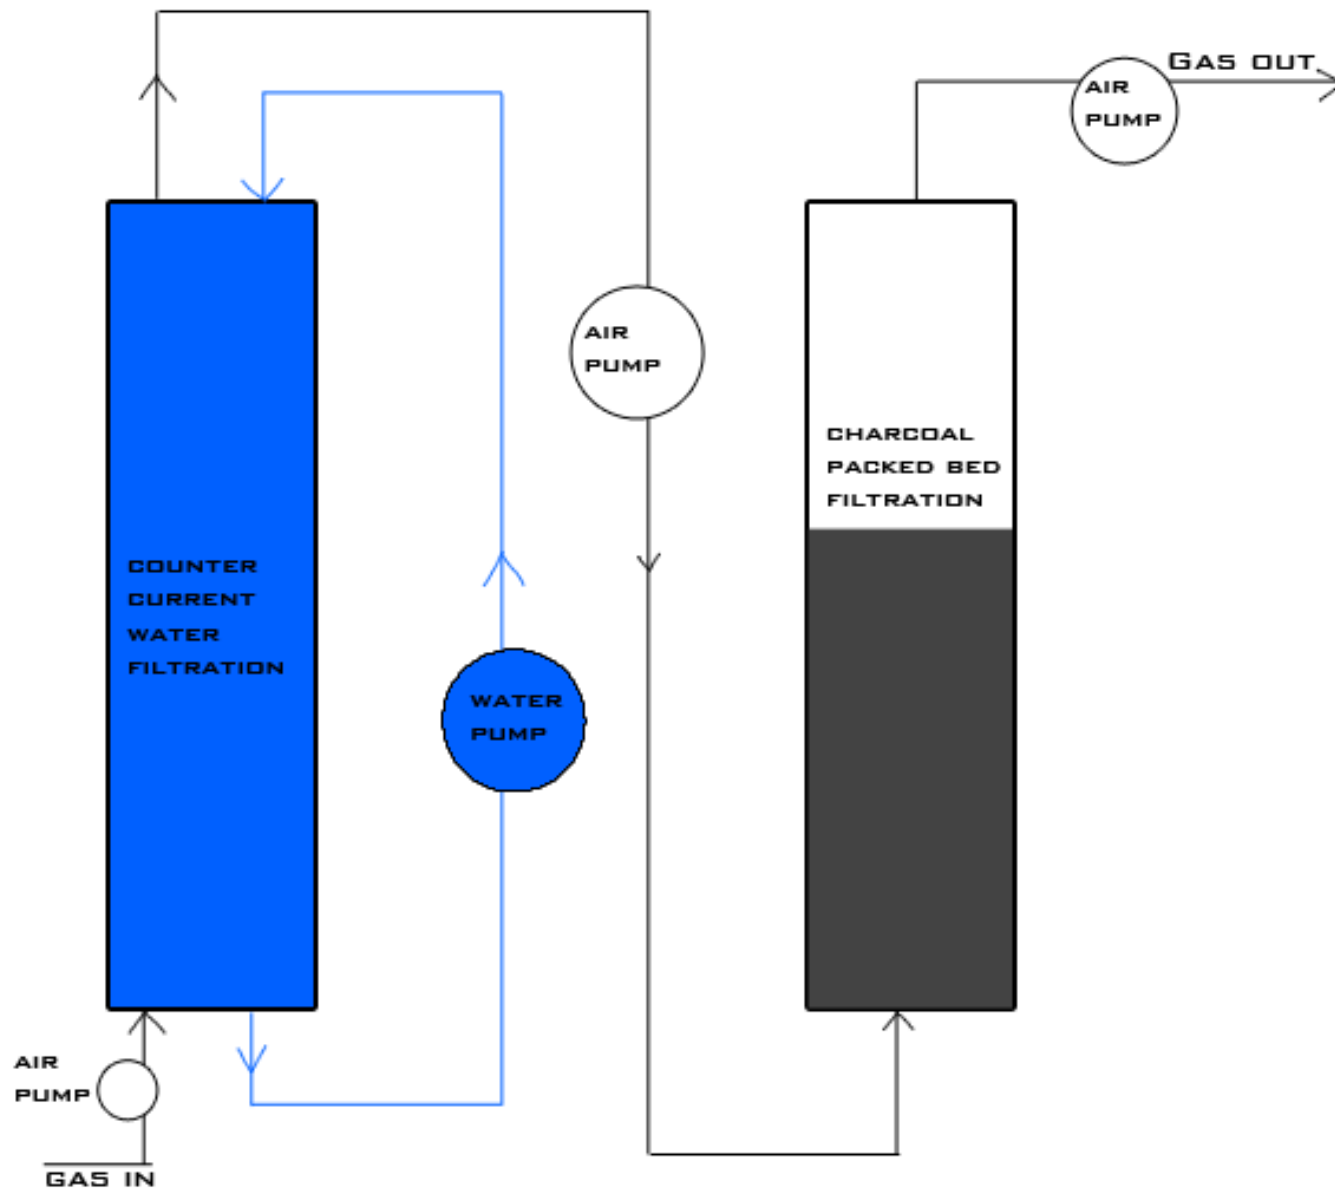 GAS OUT
AIR
PUMP
AIR
PUMP
CHARCOAL
PACKED BED
FILTRATION
COUNTER
CURRENT
WATER
FILTRATION
WATER
PUMP
AIR
PUMP
GAS IN